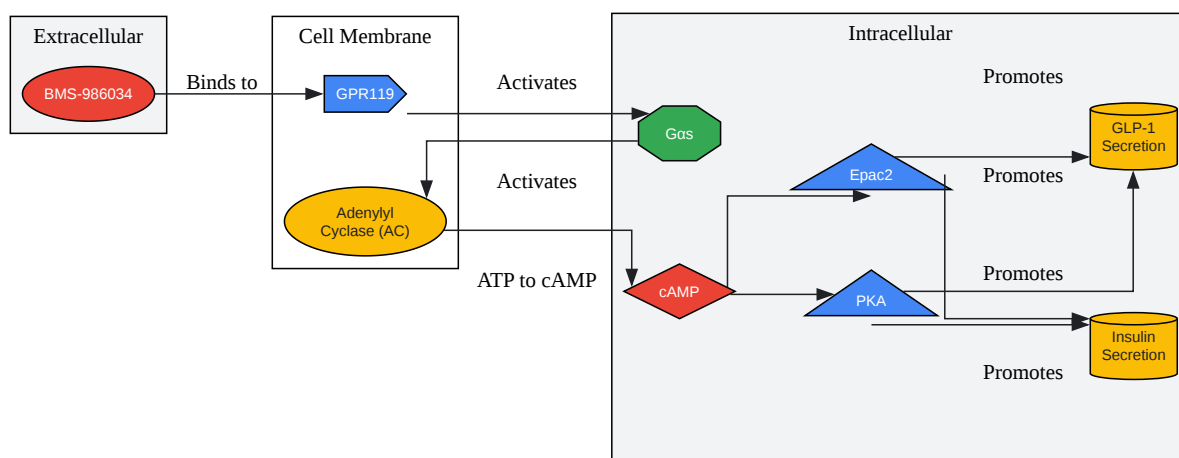 Extracellular
BMS-986034
Binds to
Cell Membrane
GPR119
Activates
Activates
Adenylyl
Cyclase (AC)
ATP to cAMP
Intracellular
Gαs
cAMP
Epac2
PKA
Promotes
Promotes
Promotes
Promotes
GLP-1
Secretion
Insulin
Secretion